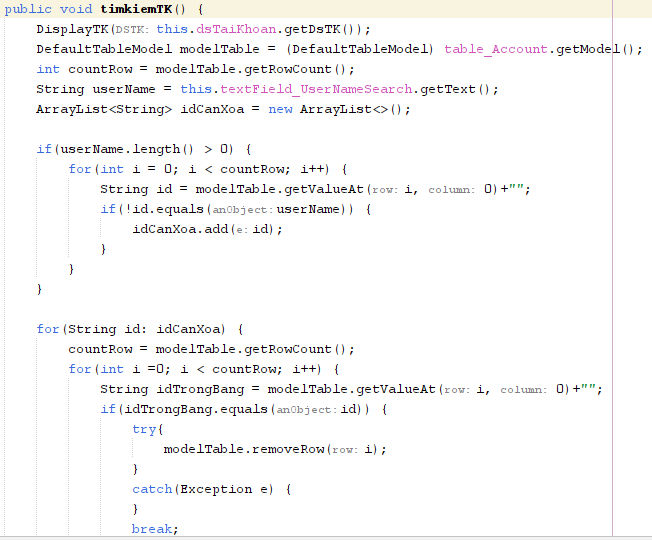 public void timkiemTK() {
DisplayTK(DSTK: this.dsTaiKhoan.getDsTK());
DefaultTableModel modelTable = (DefaultTableModel) table_Account.getModel();
int countRow = modelTable.getRowCount();
String userName = this.textField_UserNameSearch.getText();
ArrayList<String> idCanXoa = new ArrayList<>();
if(userName.length() > 0) {
for(int i = 0; i < countRow; i++) {
String id = modelTable.getValueAt(row: i, column: 0)+"";
if(!id.equals(anObject: userName)) {
idCanXoa.add(e: id);
}
}
}
for(String id: idCanXoa) {
countRow = modelTable.getRowCount();
for(int i =0; i < countRow; i++) {
String idTrongBang = modelTable.getValueAt(row: i, column: 0)+"";
if(idTrongBang.equals(anObject: id)) {
try{
modelTable.removeRow(row: i);
}
catch(Exception e) {
}
break;